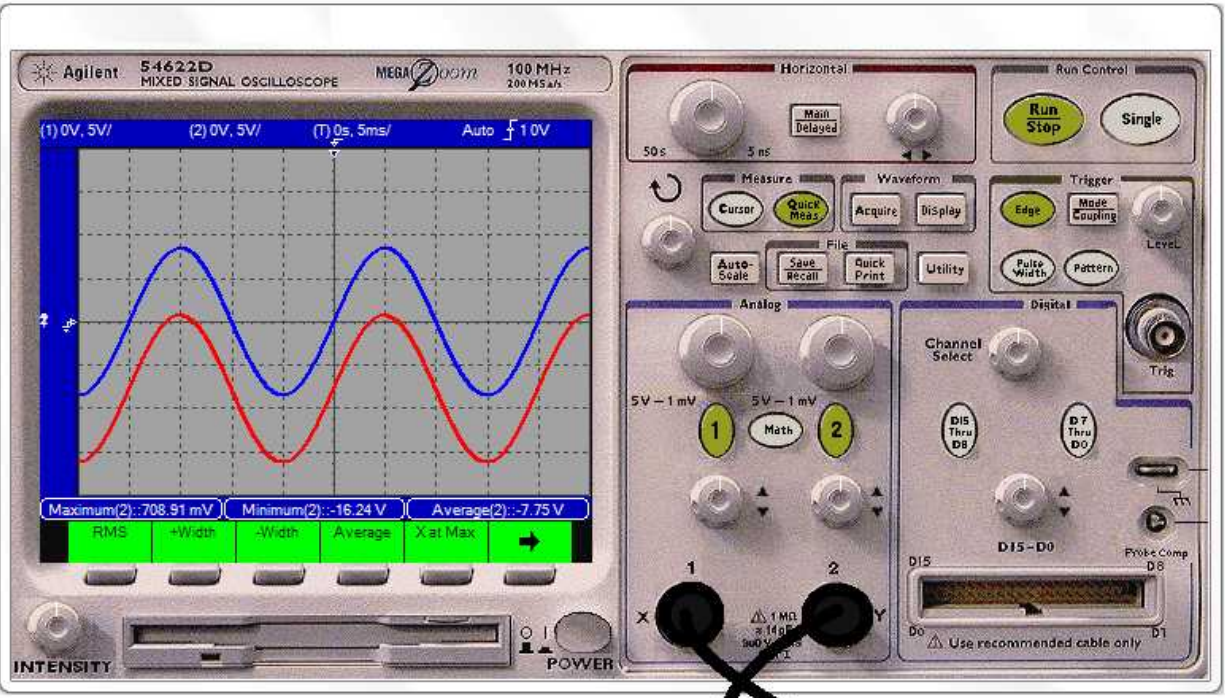 Agilent 54622D MIXED SIGNAL OSCILLOSCOPE MEGA Zoom 100 MHz 200 MSa/s
(1) 0V, 5V/ (2) 0V, 5V/ (T) 0s, 5ms/ Auto 1 0V
2
Maximum(2)::708.91 mV Minimum(2)::-16.24 V Average(2)::-7.75 V
RMS +Width -Width Average X at Max
INTENSITY
POWER
Horizontal
50 s 5 ns
Main Delayed
Run Control
Run Stop
Single
Measure
Cursor
Quick Meas
Waveform
Acquire
Display
Trigger
Edge
Mode Coupling
Level
File
Auto-Scale
Save Recall
Quick Print
Utility
Pulse Width
Pattern
Analog
5V – 1 mV 5V – 1 mV
1
Math
2
1
2
X
Y
1 MΩ
Digital
Channel Select
D15 Thru D8
D7 Thru D0
Trig
D15-D0
Probe Comp
D15
D8
D0
D7
Use recommended cable only